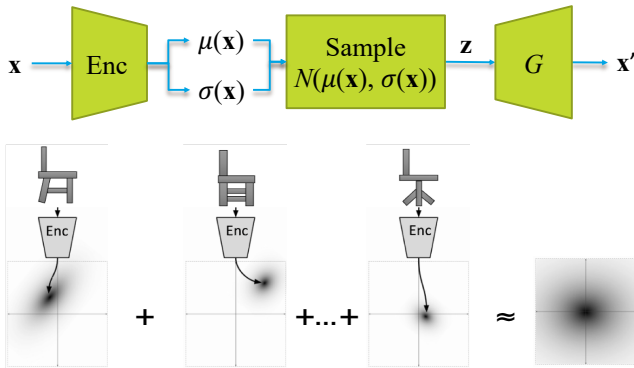 x Enc μ(x) σ(x) Sample N(μ(x), σ(x)) z G x′
Enc Enc Enc
+ +...+ ≈